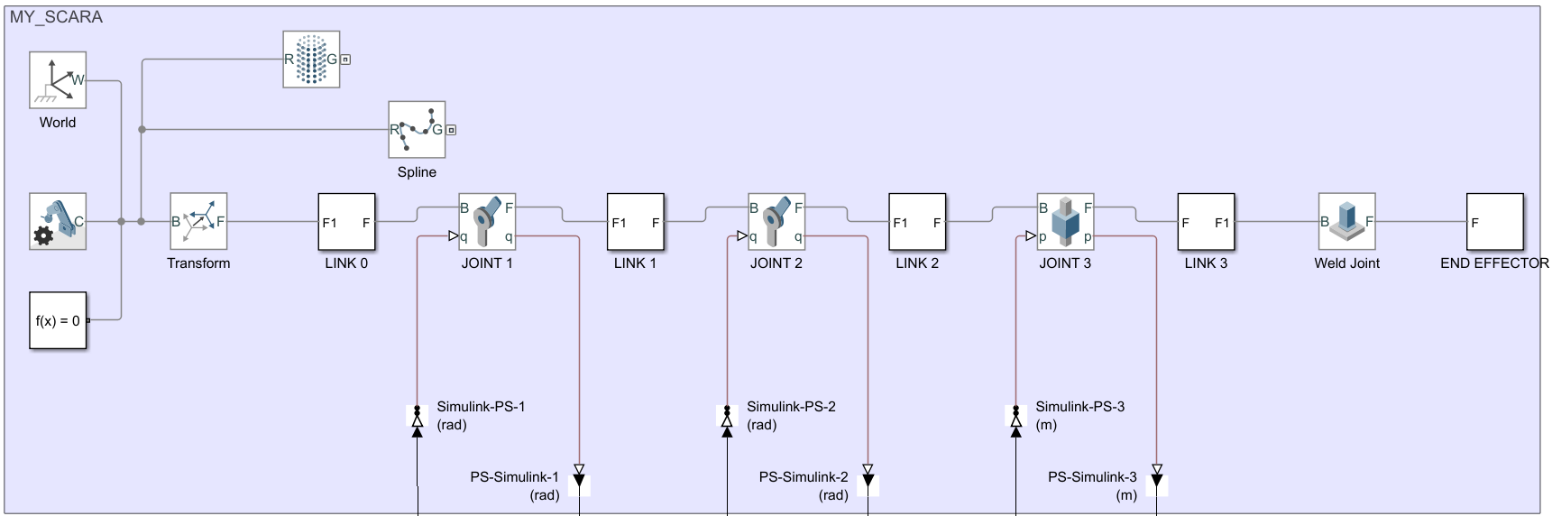 MY_SCARA
R G
W
World
R G
Spline
C
B F
Transform
F1 F
LINK 0
B F
q q
JOINT 1
F1 F
LINK 1
B F
q q
JOINT 2
F1 F
LINK 2
B F
p p
JOINT 3
F F1
LINK 3
B F
Weld Joint
F
END EFFECTOR
f(x) = 0
Simulink-PS-1
(rad)
Simulink-PS-2
(rad)
Simulink-PS-3
(m)
PS-Simulink-1
(rad)
PS-Simulink-2
(rad)
PS-Simulink-3
(m)